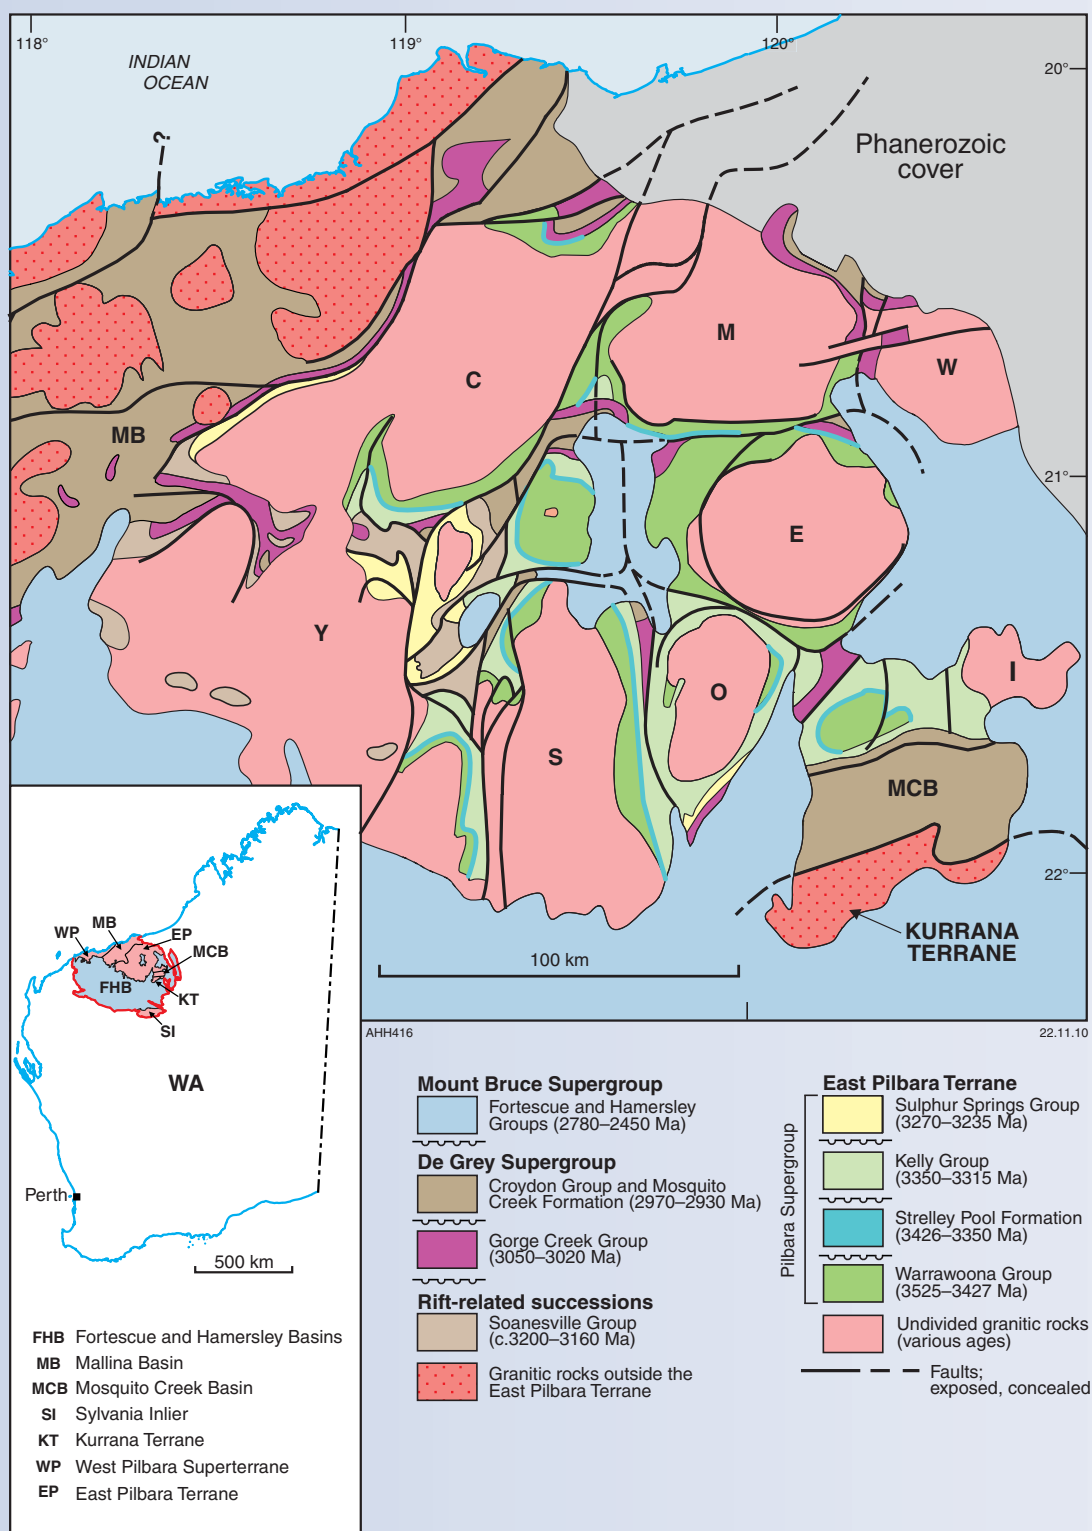 118°
119°
120°
INDIAN
OCEAN
20°
?
Phanerozoic
cover
M
W
C
MB
21°
E
Y
I
O
S
MCB
22°
KURRANA
TERRANE
100 km
MB
WP
EP
MCB
FHB
KT
SI
WA
Perth
500 km
AHH416
22.11.10
FHB Fortescue and Hamersley Basins
MB Mallina Basin
MCB Mosquito Creek Basin
SI Sylvania Inlier
KT Kurrana Terrane
WP West Pilbara Superterrane
EP East Pilbara Terrane
Mount Bruce Supergroup
Fortescue and Hamersley
Groups (2780–2450 Ma)
De Grey Supergroup
Croydon Group and Mosquito
Creek Formation (2970–2930 Ma)
Gorge Creek Group
(3050–3020 Ma)
Rift-related successions
Soanesville Group
(c.3200–3160 Ma)
Granitic rocks outside the
East Pilbara Terrane
East Pilbara Terrane
Pilbara Supergroup
Sulphur Springs Group
(3270–3235 Ma)
Kelly Group
(3350–3315 Ma)
Strelley Pool Formation
(3426–3350 Ma)
Warrawoona Group
(3525–3427 Ma)
Undivided granitic rocks
(various ages)
Faults;
exposed, concealed